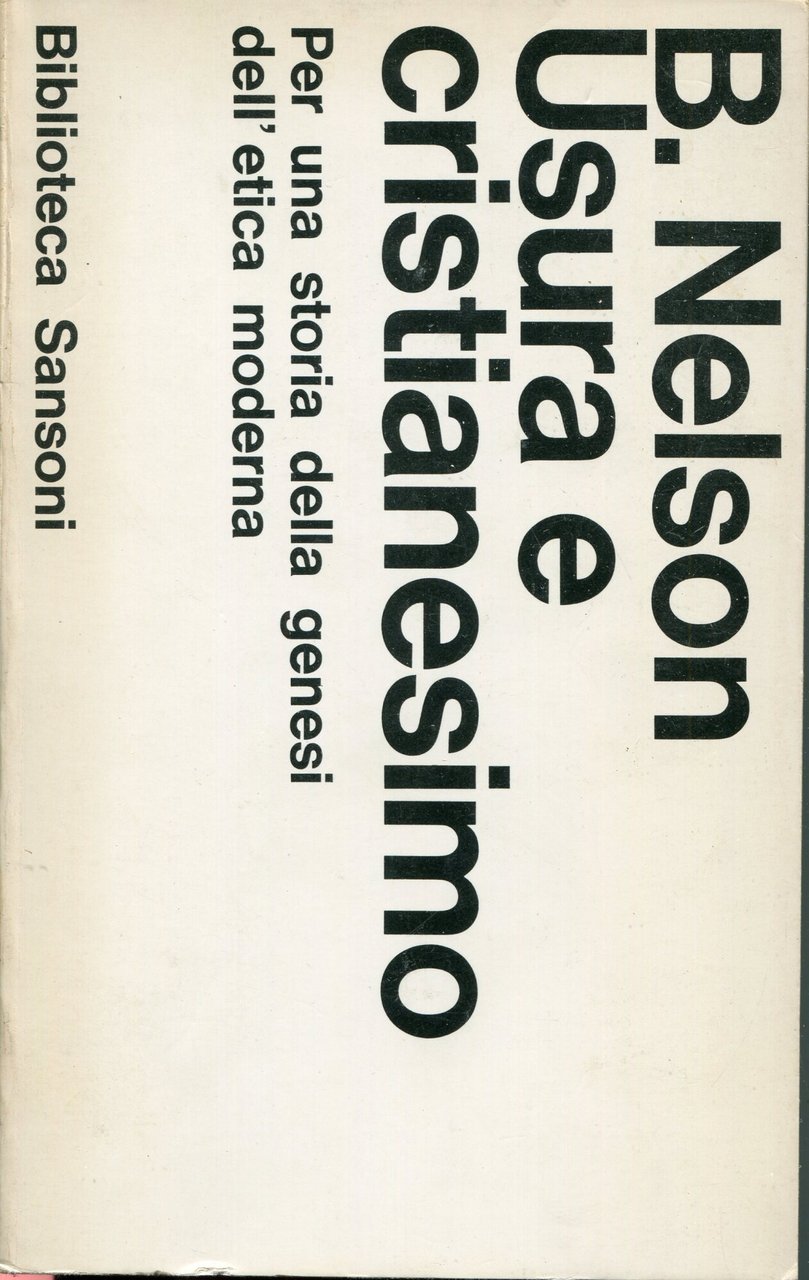 B. Nelson
Usura e
cristianesimo
Per una storia della genesi
dell'etica moderna
Biblioteca Sansoni